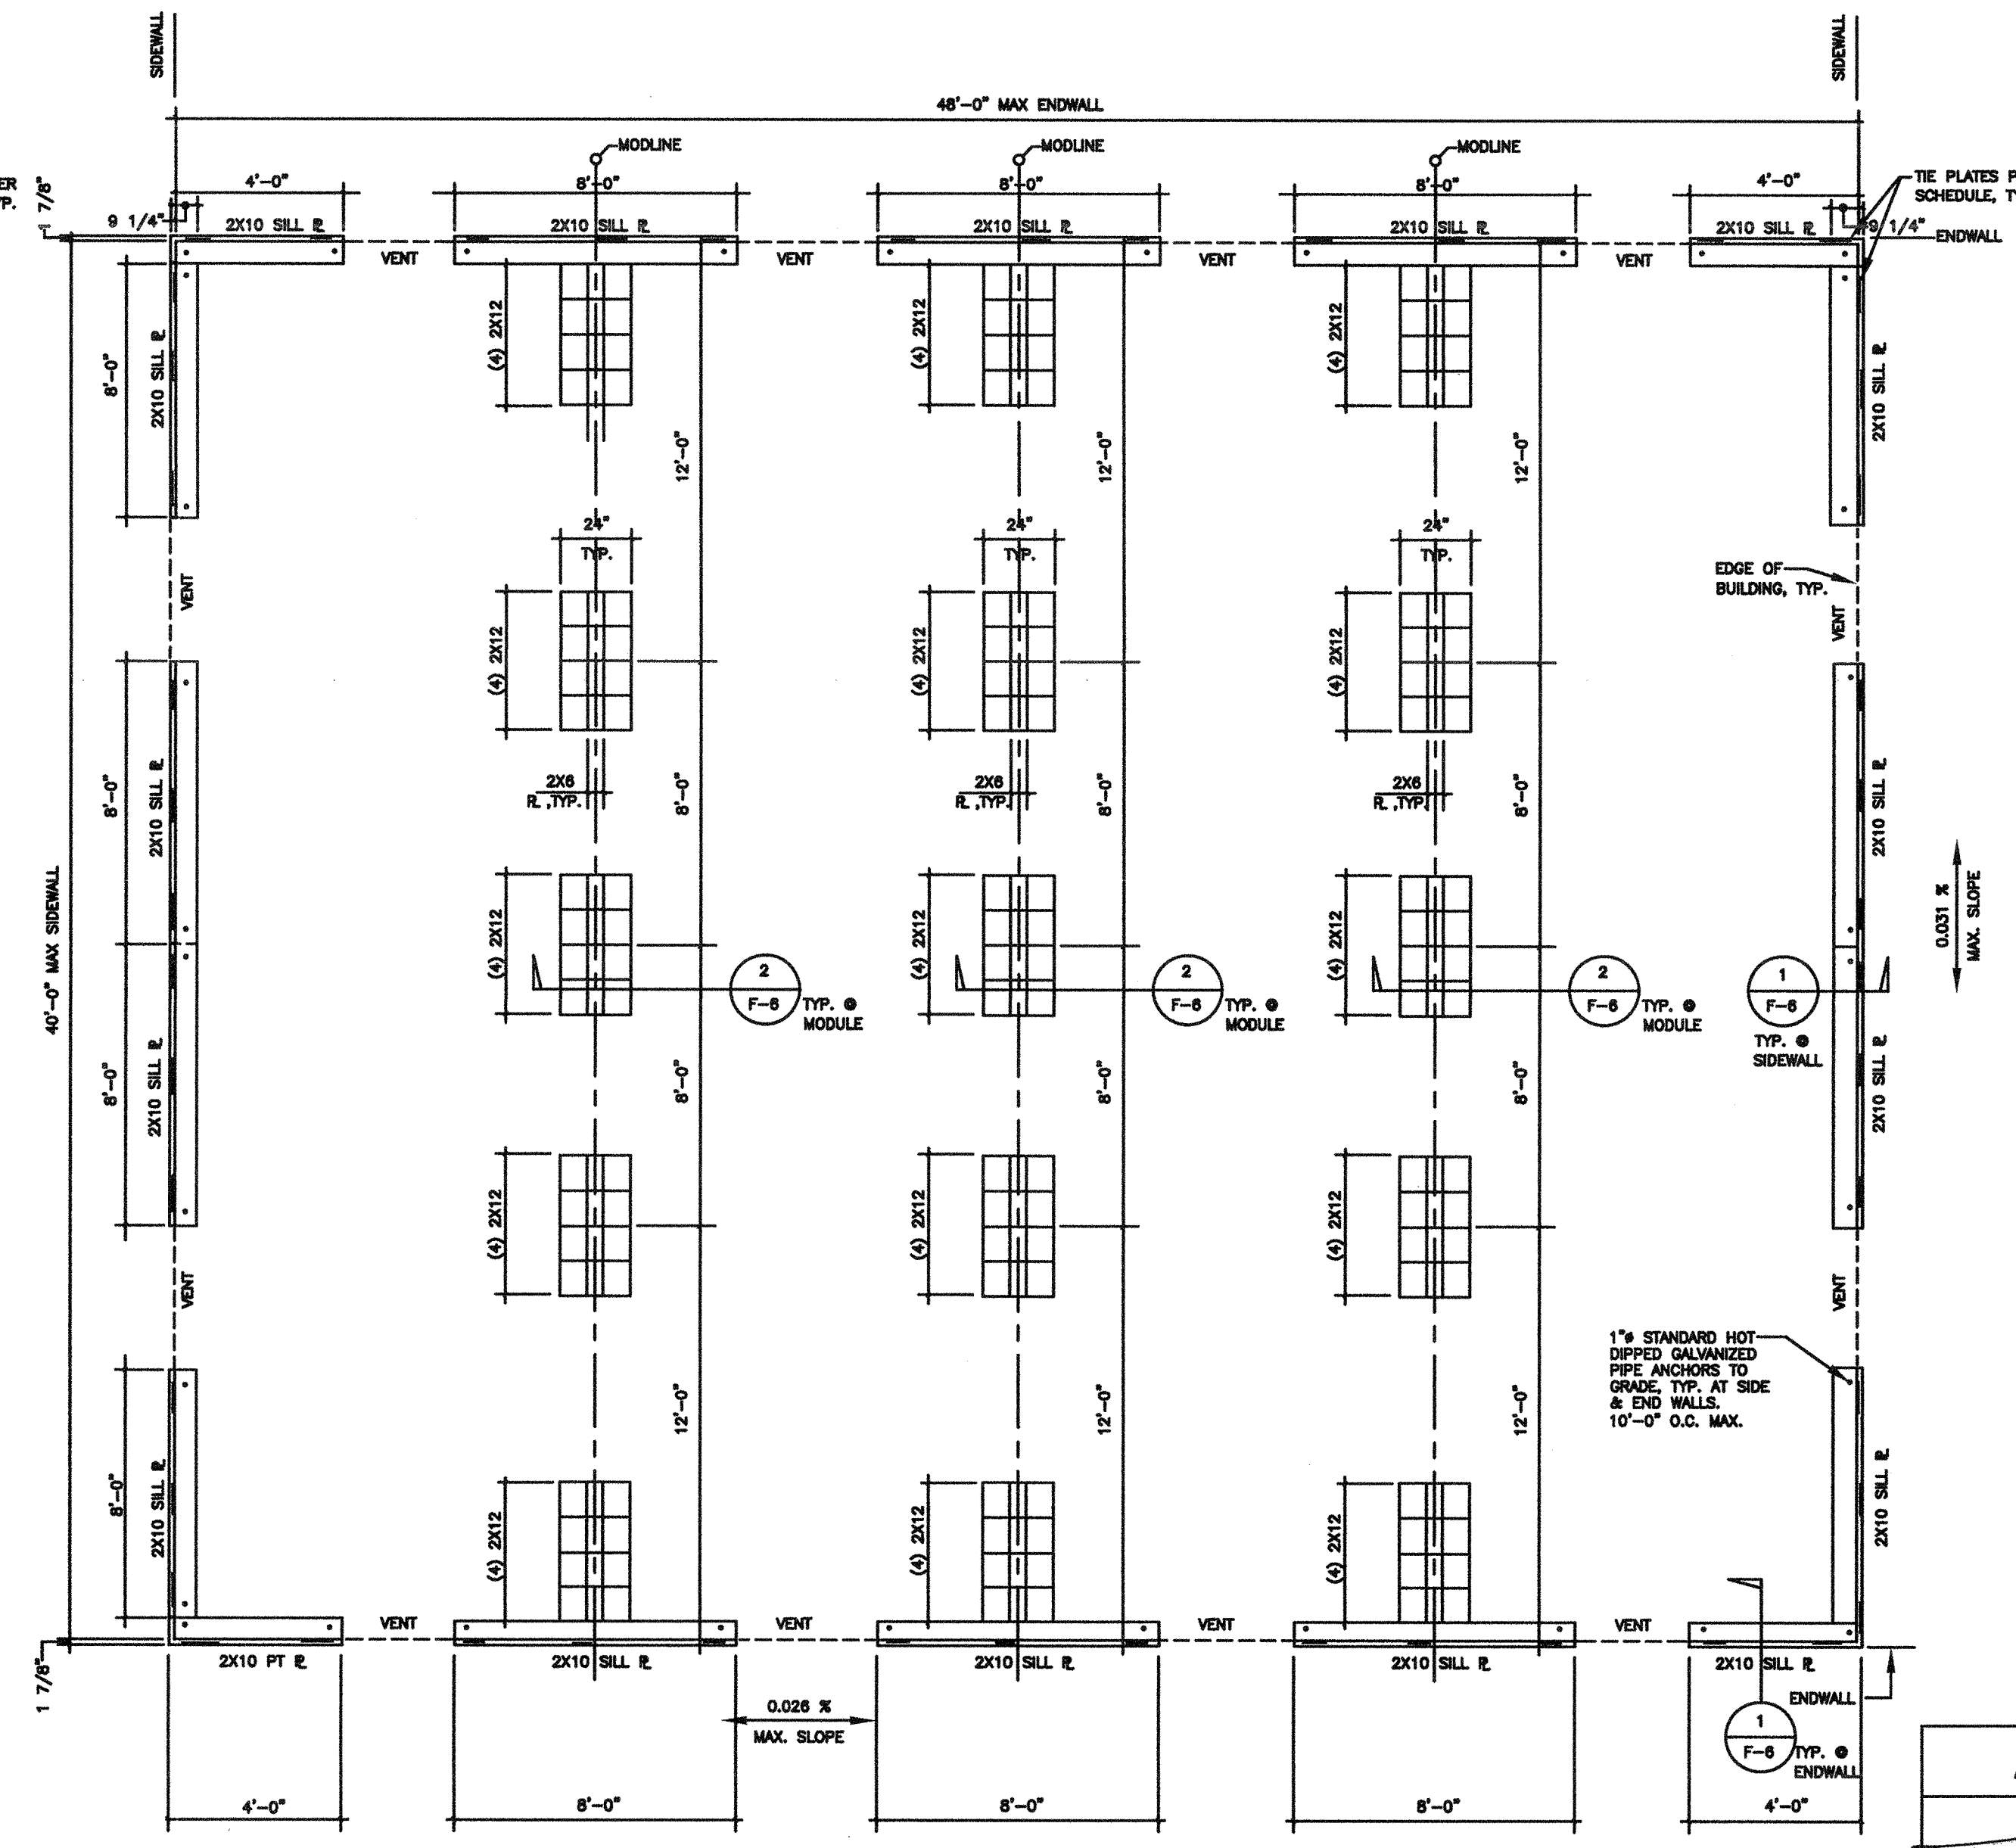 SIDEWALL
SIDEWALL
48'-0" MAX ENDWALL
MODLINE
MODLINE
MODLINE
ER
P.
1 7/8"
4'-0"
8'-0"
8'-0"
8'-0"
4'-0"
TIE PLATES P
SCHEDULE, TY
9 1/4"
2X10 SILL PL
2X10 SILL PL
2X10 SILL PL
2X10 SILL PL
2X10 SILL PL
9 1/4"
ENDWALL
VENT
VENT
VENT
VENT
8'-0"
2X10 SILL PL
(4) 2X12
12'-0"
(4) 2X12
12'-0"
(4) 2X12
12'-0"
2X10 SILL PL
24"
TYP.
24"
TYP.
24"
TYP.
EDGE OF
BUILDING, TYP.
VENT
VENT
(4) 2X12
(4) 2X12
(4) 2X12
8'-0"
2X10 SILL PL
2X6
PL ,TYP.
8'-0"
2X6
PL ,TYP.
8'-0"
2X6
PL ,TYP.
8'-0"
2X10 SILL PL
40'-0" MAX SIDEWALL
(4) 2X12
(4) 2X12
(4) 2X12
0.031 %
MAX. SLOPE
2
F-6
TYP. @
MODULE
2
F-6
TYP. @
MODULE
2
F-6
TYP. @
MODULE
1
F-6
TYP. @
SIDEWALL
8'-0"
2X10 SILL PL
8'-0"
8'-0"
8'-0"
2X10 SILL PL
(4) 2X12
(4) 2X12
(4) 2X12
VENT
VENT
1"ø STANDARD HOT
DIPPED GALVANIZED
PIPE ANCHORS TO
GRADE, TYP. AT SIDE
& END WALLS.
10'-0" O.C. MAX.
12'-0"
12'-0"
12'-0"
8'-0"
2X10 SILL PL
(4) 2X12
(4) 2X12
(4) 2X12
2X10 SILL PL
VENT
VENT
VENT
VENT
1 7/8"
2X10 PT PL
2X10 SILL PL
2X10 SILL PL
2X10 SILL PL
2X10 SILL PL
ENDWALL
0.026 %
MAX. SLOPE
1
F-6
TYP. @
ENDWALL
4'-0"
8'-0"
8'-0"
8'-0"
4'-0"